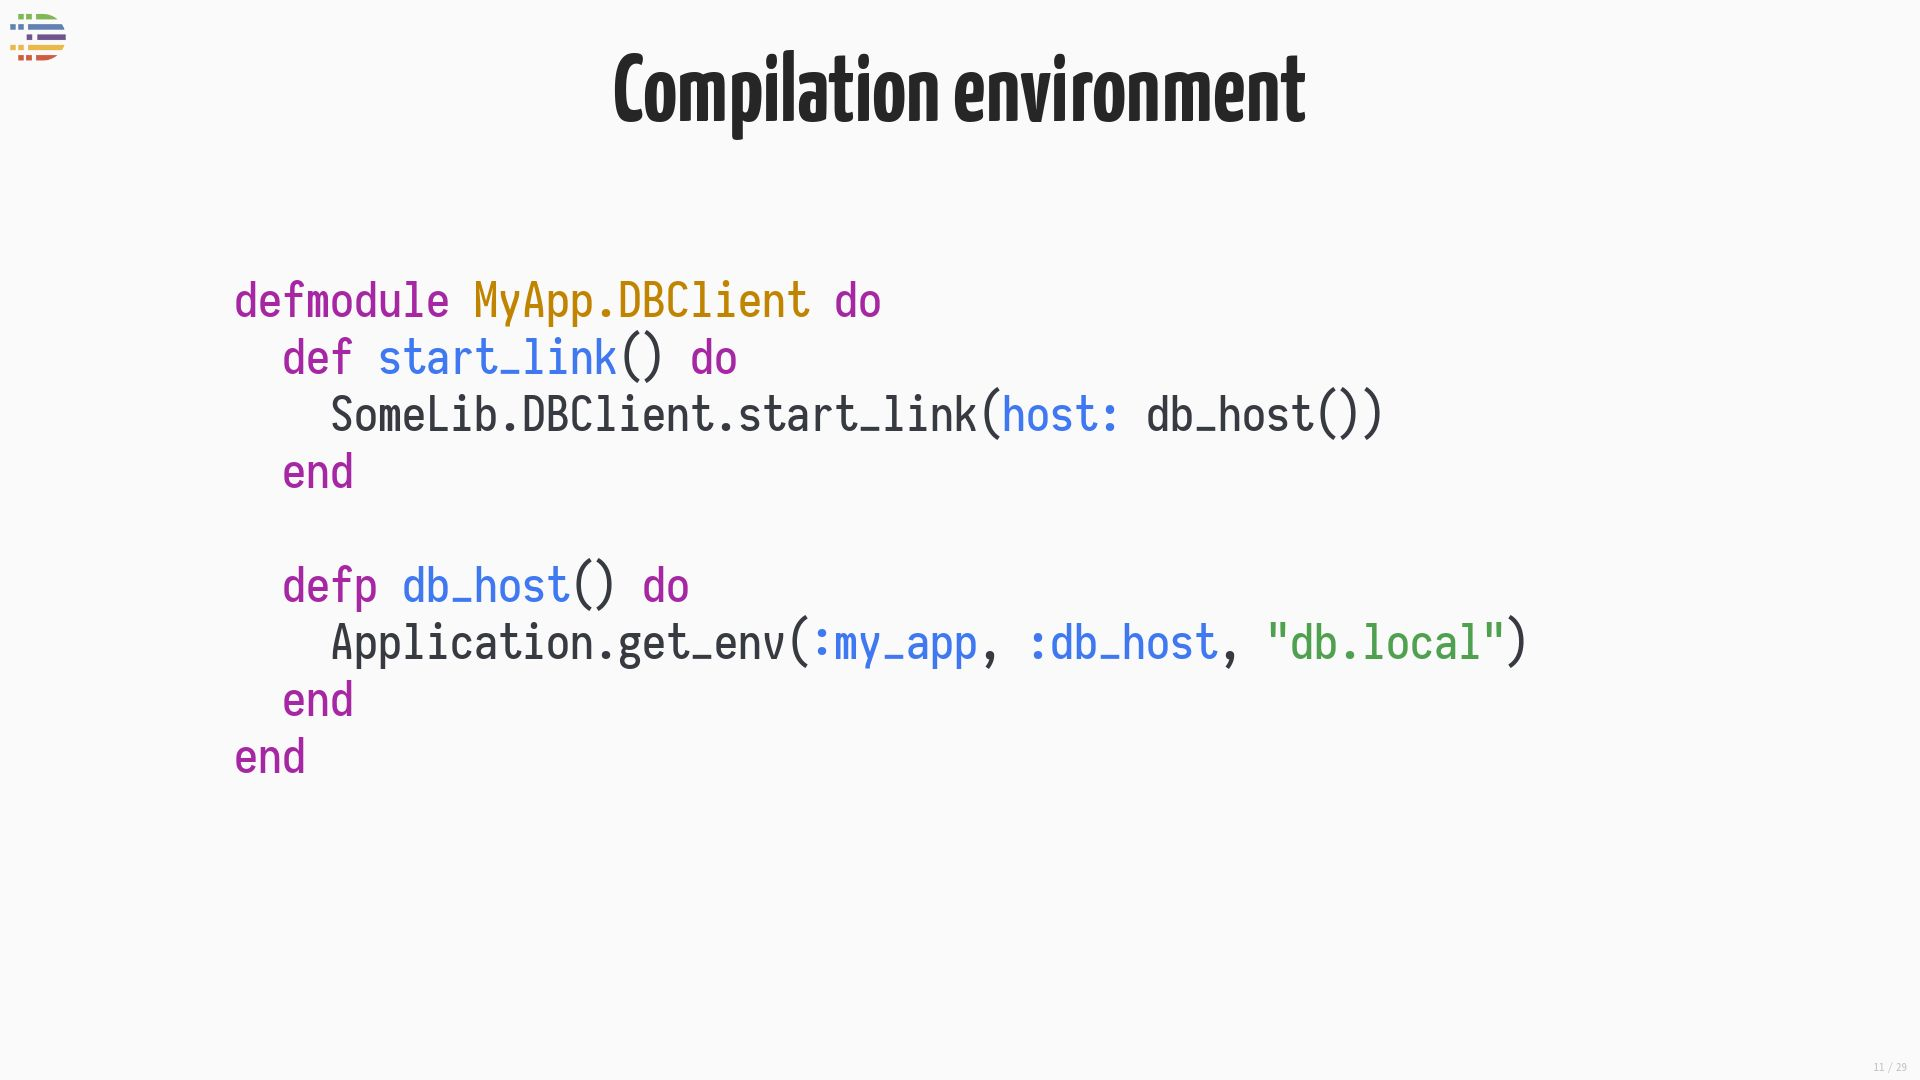 Compilation environment
defmodule MyApp.DBClient do
  def start_link() do
    SomeLib.DBClient.start_link(host: db_host())
  end

  defp db_host() do
    Application.get_env(:my_app, :db_host, "db.local")
  end
end
11 / 29